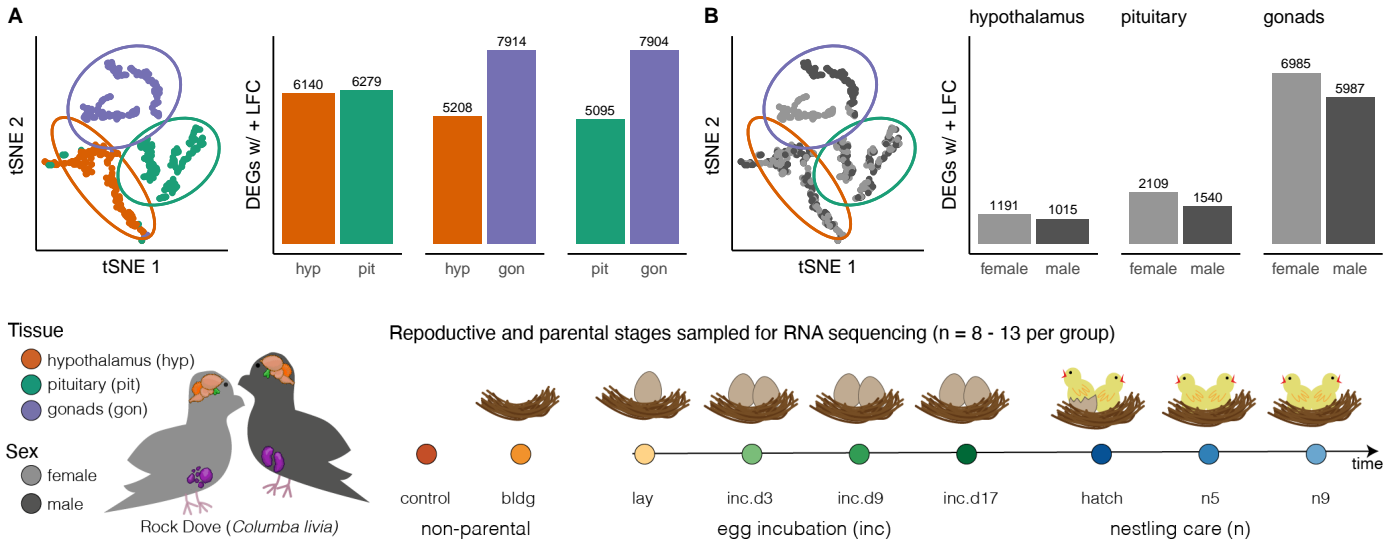 A
tSNE 2
tSNE 1
DEGs w/ + LFC
6140
6279
5208
7914
5095
7904
hyp
pit
hyp
gon
pit
gon
B
tSNE 2
tSNE 1
DEGs w/ + LFC
hypothalamus
pituitary
gonads
1191
1015
2109
1540
6985
5987
female
male
female
male
female
male
Tissue
hypothalamus (hyp)
pituitary (pit)
gonads (gon)
Sex
female
male
Rock Dove (Columba livia)
Repoductive and parental stages sampled for RNA sequencing (n = 8 - 13 per group)
time
control
bldg
lay
inc.d3
inc.d9
inc.d17
hatch
n5
n9
non-parental
egg incubation (inc)
nestling care (n)